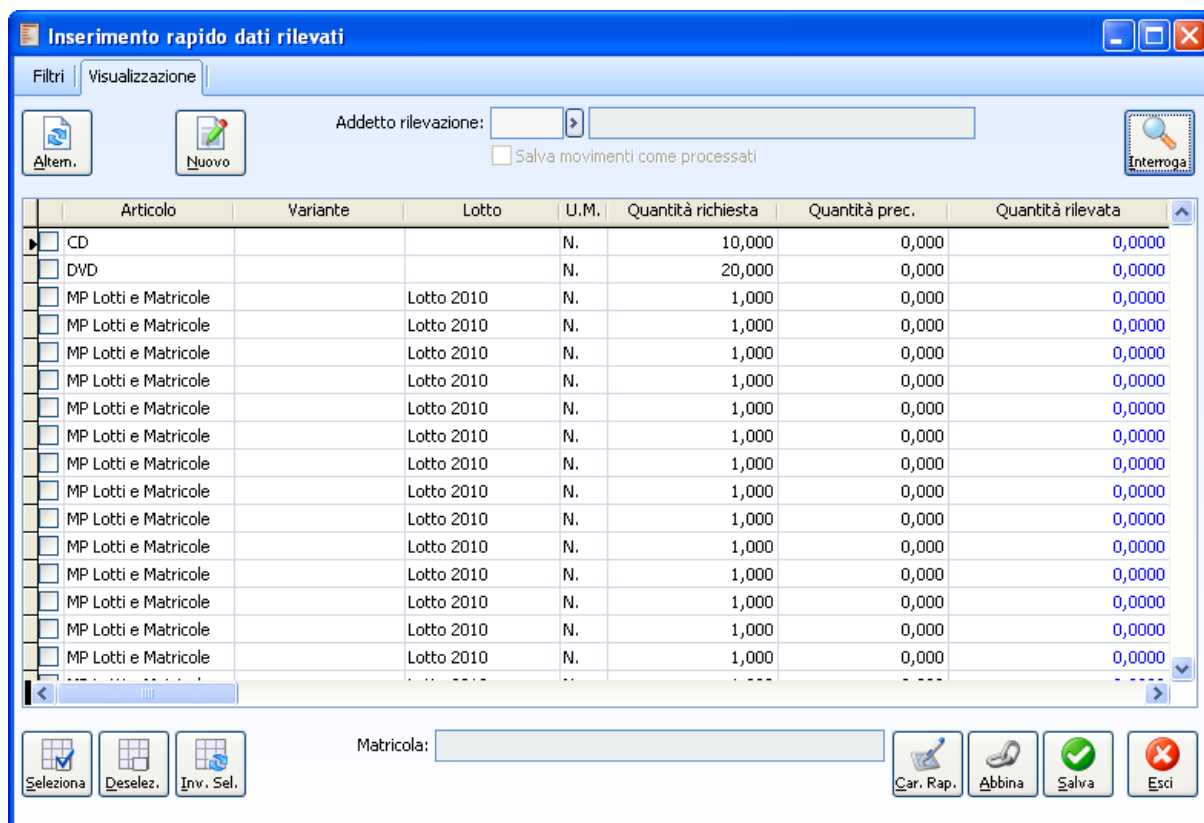 Inserimento rapido dati rilevati
Filtri Visualizzazione
Altern. Nuovo Addetto rilevazione: Interroga
Salva movimenti come processati
Articolo Variante Lotto U.M. Quantità richiesta Quantità prec. Quantità rilevata
CD N. 10,000 0,000 0,0000
DVD N. 20,000 0,000 0,0000
MP Lotti e Matricole Lotto 2010 N. 1,000 0,000 0,0000
MP Lotti e Matricole Lotto 2010 N. 1,000 0,000 0,0000
MP Lotti e Matricole Lotto 2010 N. 1,000 0,000 0,0000
MP Lotti e Matricole Lotto 2010 N. 1,000 0,000 0,0000
MP Lotti e Matricole Lotto 2010 N. 1,000 0,000 0,0000
MP Lotti e Matricole Lotto 2010 N. 1,000 0,000 0,0000
MP Lotti e Matricole Lotto 2010 N. 1,000 0,000 0,0000
MP Lotti e Matricole Lotto 2010 N. 1,000 0,000 0,0000
MP Lotti e Matricole Lotto 2010 N. 1,000 0,000 0,0000
MP Lotti e Matricole Lotto 2010 N. 1,000 0,000 0,0000
MP Lotti e Matricole Lotto 2010 N. 1,000 0,000 0,0000
MP Lotti e Matricole Lotto 2010 N. 1,000 0,000 0,0000
MP Lotti e Matricole Lotto 2010 N. 1,000 0,000 0,0000
MP Lotti e Matricole Lotto 2010 N. 1,000 0,000 0,0000
Matricola:
Seleziona Deselez. Inv. Sel. Car. Rap. Abbina Salva Esci